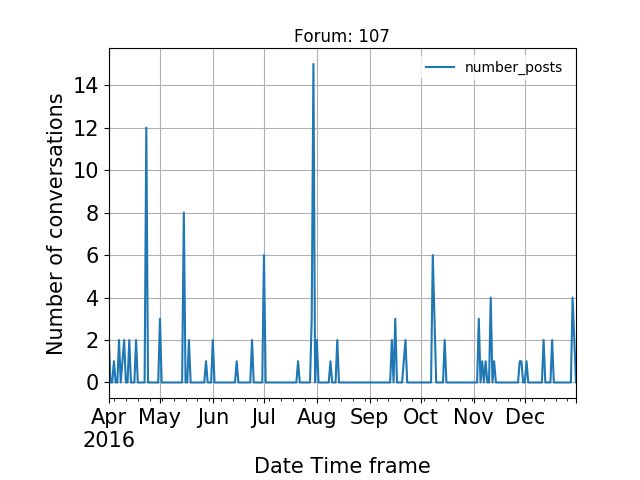 Forum: 107
number_posts
Number of conversations
14
12
10
8
6
4
2
0
Apr May Jun Jul Aug Sep Oct Nov Dec
2016
Date Time frame